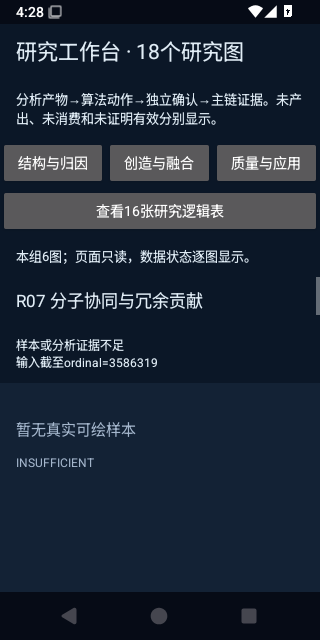 4:28
研究工作台 · 18个研究图
分析产物→算法动作→独立确认→主链证据。未产
出、未消费和未证明有效分别显示。
结构与归因 创造与融合 质量与应用
查看16张研究逻辑表
本组6图；页面只读，数据状态逐图显示。
R07 分子协同与冗余贡献
样本或分析证据不足
输入截至ordinal=3586319
暂无真实可绘样本
INSUFFICIENT